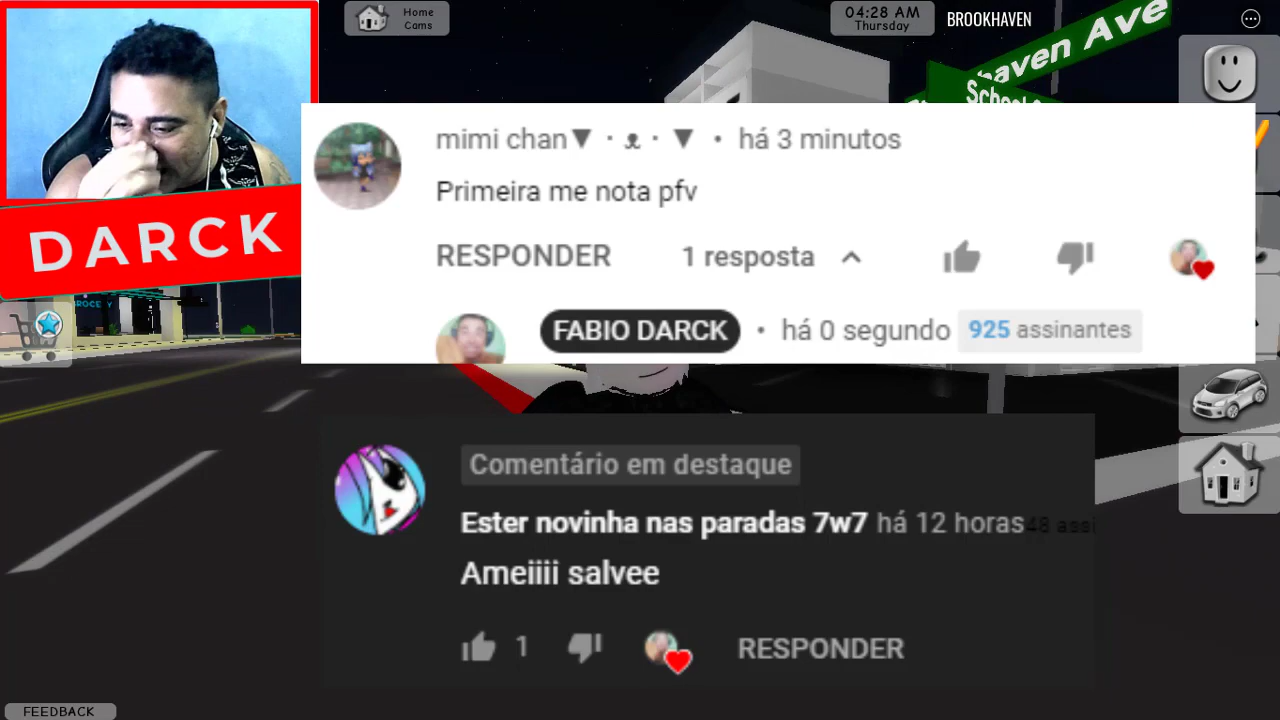 Home
Cams
04:28 AM
Thursday
BROOKHAVEN
haven Ave
School
DARCK
mimi chan▼ · ᴥ · ▼ • há 3 minutos
Primeira me nota pfv
RESPONDER 1 resposta
FABIO DARCK • há 0 segundo 925 assinantes
Comentário em destaque
Ester novinha nas paradas 7w7 há 12 horas
Ameiiii salvee
1 RESPONDER
FEEDBACK